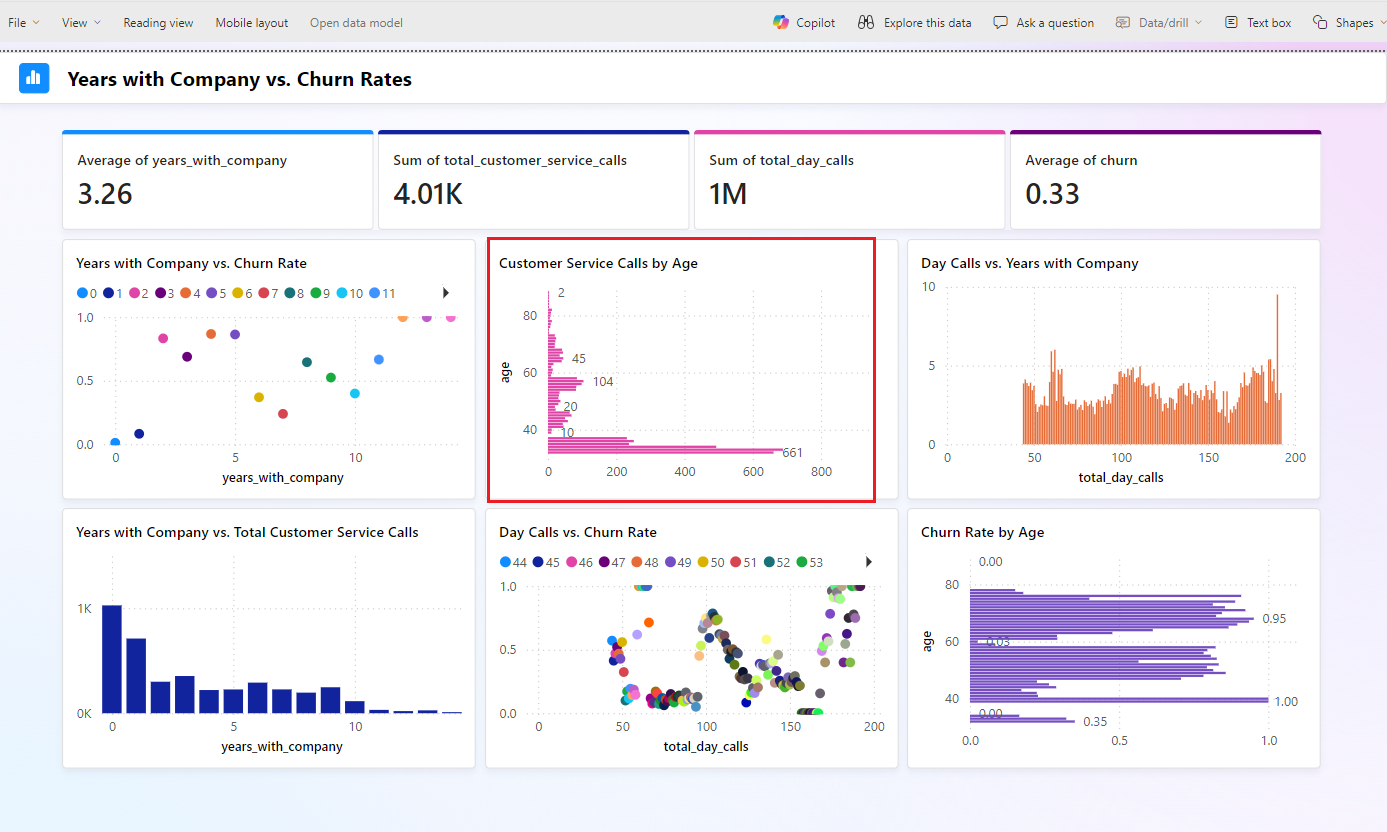 File View Reading view Mobile layout Open data model Copilot Explore this data Ask a question Data/drill Text box Shapes
Years with Company vs. Churn Rates
Average of years_with_company
3.26
Sum of total_customer_service_calls
4.01K
Sum of total_day_calls
1M
Average of churn
0.33
Years with Company vs. Churn Rate
0 1 2 3 4 5 6 7 8 9 10 11
1.0
0.5
0.0
0 5 10
years_with_company
Customer Service Calls by Age
2
80
45
60
104
20
40
10
661
age
0 200 400 600 800
Day Calls vs. Years with Company
10
5
0
0 50 100 150 200
total_day_calls
Years with Company vs. Total Customer Service Calls
1K
0K
0 5 10
years_with_company
Day Calls vs. Churn Rate
44 45 46 47 48 49 50 51 52 53
1.0
0.5
0.0
0 50 100 150 200
total_day_calls
Churn Rate by Age
0.00
80
0.95
60
0.03
40
1.00
0.00
0.35
age
0.0 0.5 1.0